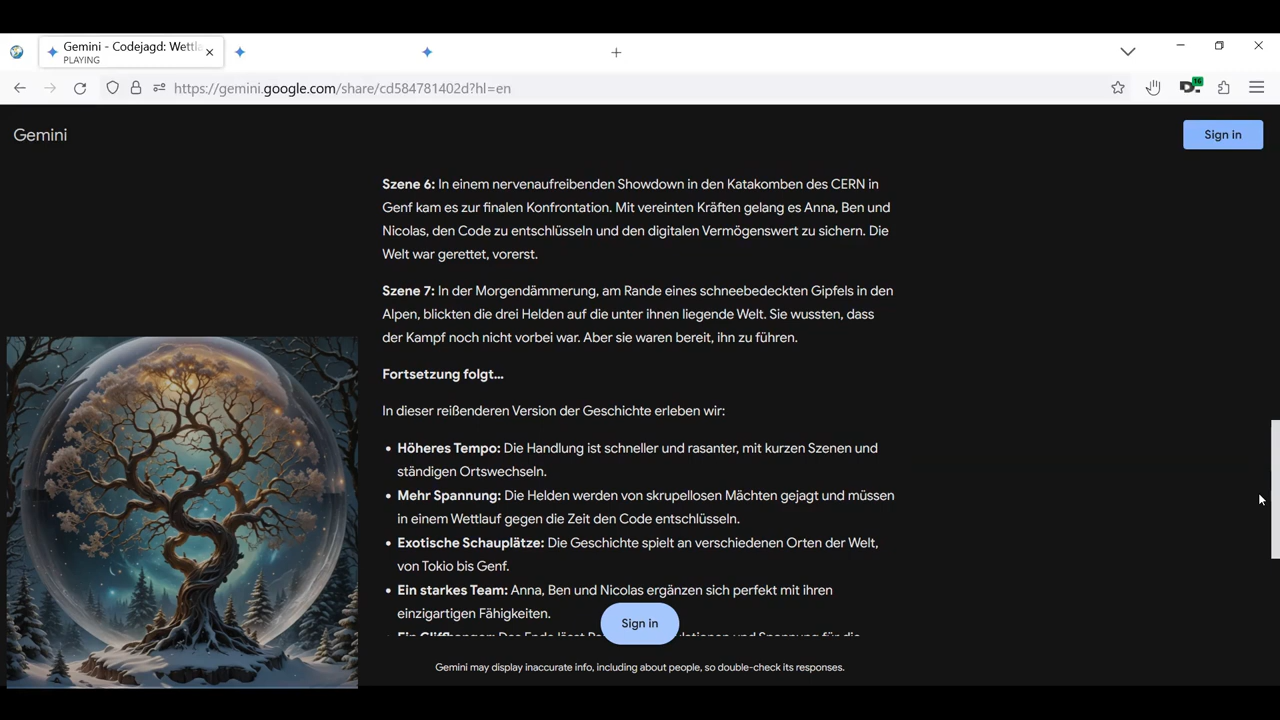 Gemini - Codejagd: Wettla
PLAYING
https://gemini.google.com/share/cd584781402d?hl=en
16
Gemini
Sign in
Szene 6: In einem nervenaufreibenden Showdown in den Katakomben des CERN in
Genf kam es zur finalen Konfrontation. Mit vereinten Kräften gelang es Anna, Ben und
Nicolas, den Code zu entschlüsseln und den digitalen Vermögenswert zu sichern. Die
Welt war gerettet, vorerst.
Szene 7: In der Morgendämmerung, am Rande eines schneebedeckten Gipfels in den
Alpen, blickten die drei Helden auf die unter ihnen liegende Welt. Sie wussten, dass
der Kampf noch nicht vorbei war. Aber sie waren bereit, ihn zu führen.
Fortsetzung folgt...
In dieser reißenderen Version der Geschichte erleben wir:
• Höheres Tempo: Die Handlung ist schneller und rasanter, mit kurzen Szenen und
ständigen Ortswechseln.
• Mehr Spannung: Die Helden werden von skrupellosen Mächten gejagt und müssen
in einem Wettlauf gegen die Zeit den Code entschlüsseln.
• Exotische Schauplätze: Die Geschichte spielt an verschiedenen Orten der Welt,
von Tokio bis Genf.
• Ein starkes Team: Anna, Ben und Nicolas ergänzen sich perfekt mit ihren
einzigartigen Fähigkeiten.
Sign in
Gemini may display inaccurate info, including about people, so double-check its responses.